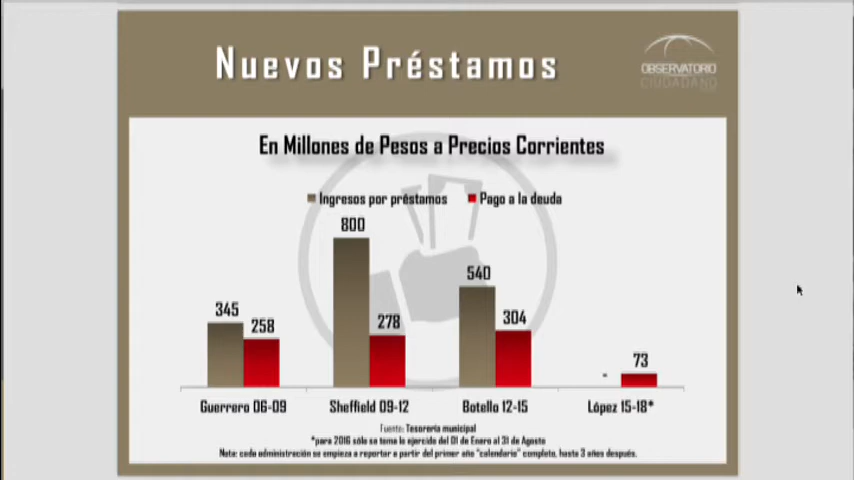 Nuevos Préstamos
OBSERVATORIO
CIUDADANO
En Millones de Pesos a Precios Corrientes
Ingresos por préstamos
Pago a la deuda
800
540
345
304
278
258
73
-
Guerrero 06-09
Sheffield 09-12
Botello 12-15
López 15-18*
Fuente: Tesorería municipal
*para 2016 sólo se toma lo ejercido del 01 de Enero al 31 de Agosto
Nota: cada administración se empieza a reportar a partir del primer año "calendario" completo, hasta 3 años después.